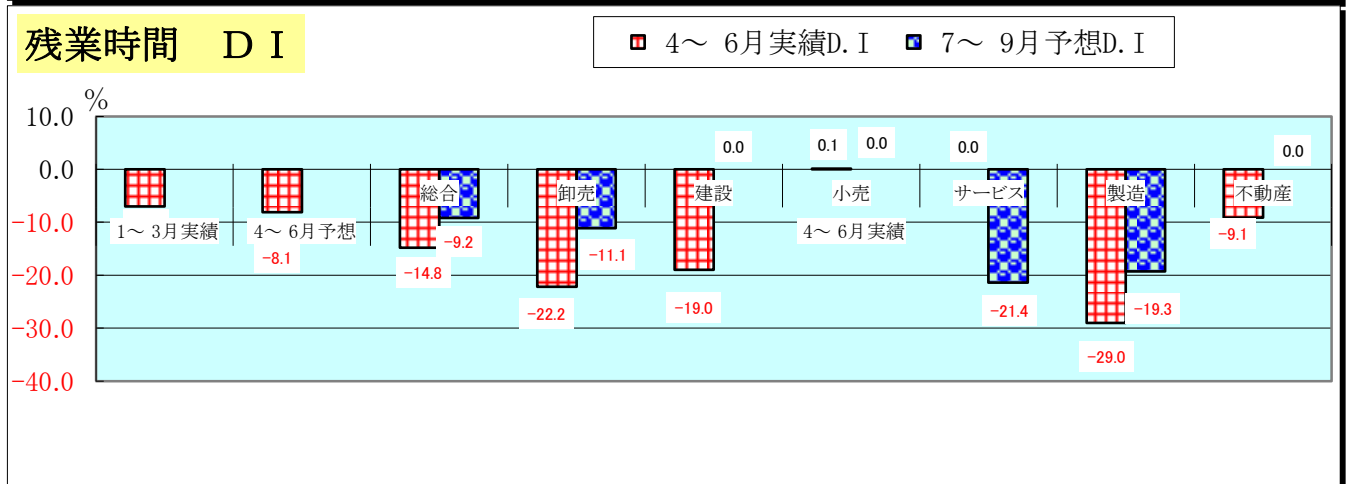 残業時間　ＤＩ
4～ 6月実績D.I 7～ 9月予想D.I
%
10.0
0.0
-10.0
-20.0
-30.0
-40.0
1～ 3月実績
4～ 6月予想
-8.1
総合
-14.8
-9.2
卸売
-22.2
-11.1
建設
-19.0
0.0
小売
4～ 6月実績
0.1
0.0
サービス
0.0
-21.4
製造
-29.0
-19.3
不動産
-9.1
0.0